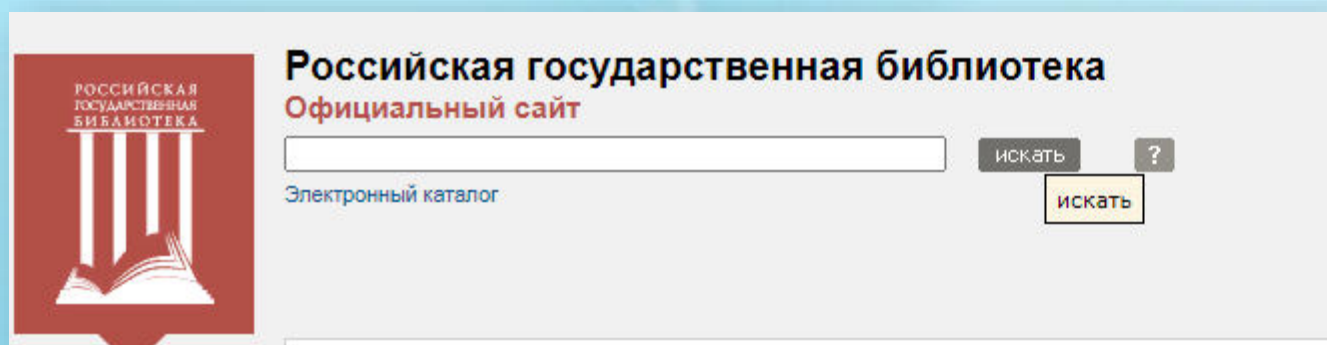 РОССИЙСКАЯ
ГОСУДАРСТВЕННАЯ
БИБЛИОТЕКА
Российская государственная библиотека
Официальный сайт
искать
?
Электронный каталог
искать